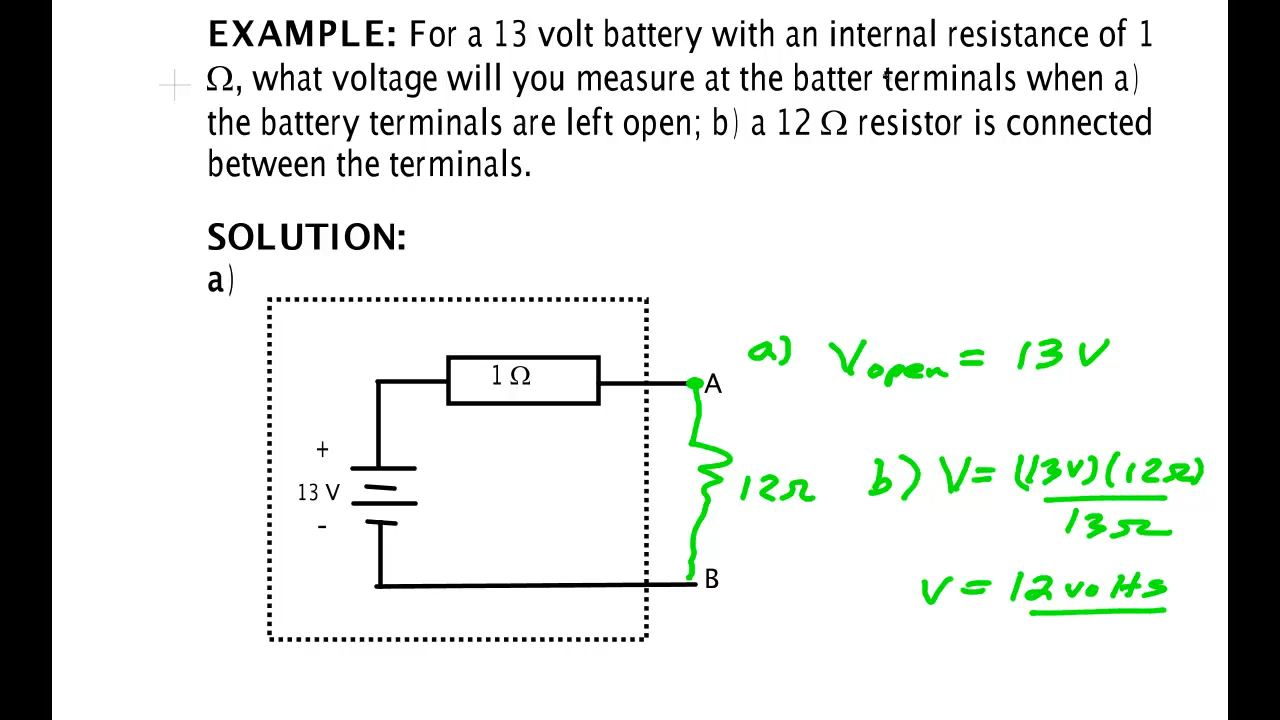 EXAMPLE: For a 13 volt battery with an internal resistance of 1
Ω, what voltage will you measure at the batter terminals when a)
the battery terminals are left open; b) a 12 Ω resistor is connected
between the terminals.
SOLUTION:
a)
a) Vopen = 13 V
1 Ω
A
+
13 V
-
12Ω
b) V = (13V)(12Ω)
13Ω
B
V = 12 volts